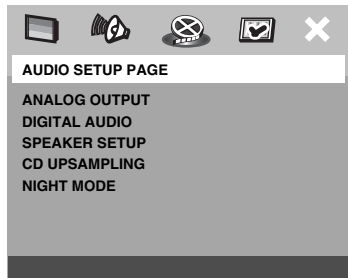 AUDIO SETUP PAGE
ANALOG OUTPUT
DIGITAL AUDIO
SPEAKER SETUP
CD UPSAMPLING
NIGHT MODE